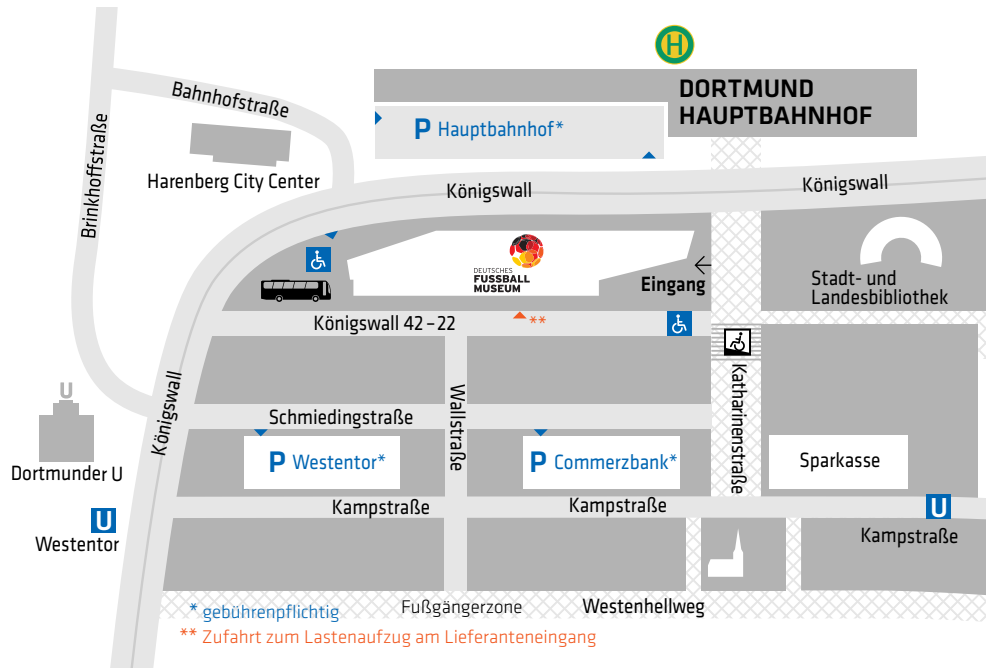 H
DORTMUND
HAUPTBAHNHOF
Bahnhofstraße
P Hauptbahnhof*
Brinkhoffstraße
Harenberg City Center
Königswall
Königswall
DEUTSCHES
FUSSBALL
MUSEUM
Eingang
Stadt- und
Landesbibliothek
Königswall 42-22
**
U
Dortmunder U
Königswall
Schmiedingstraße
Wallstraße
Katharinenstraße
P Westentor*
P Commerzbank*
Sparkasse
U
Westentor
Kampstraße
Kampstraße
U
Kampstraße
* gebührenpflichtig
Fußgängerzone
Westenhellweg
** Zufahrt zum Lastenaufzug am Lieferanteneingang